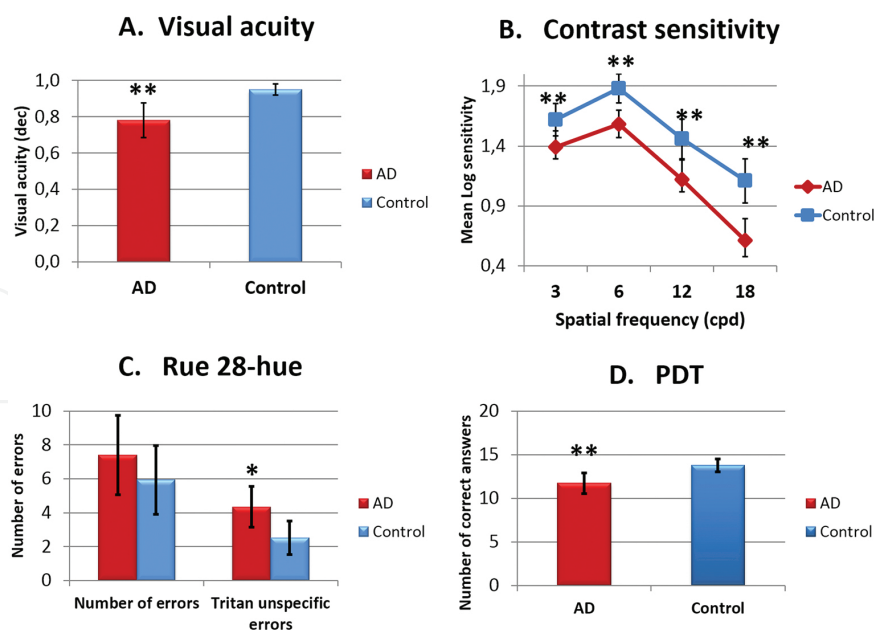 A. Visual acuity
**
Visual acuity (dec)
1,0
0,8
0,6
0,4
0,2
0,0
AD
Control
AD
Control
B. Contrast sensitivity
**
**
**
**
Mean Log sensitivity
1,9
1,4
0,9
0,4
3 6 12 18
Spatial frequency (cpd)
AD
Control
C. Rue 28-hue
*
Number of errors
10
8
6
4
2
0
Number of errors
Tritan unspecific
errors
AD
Control
D. PDT
**
Number of correct answers
20
15
10
5
0
AD
Control
AD
Control